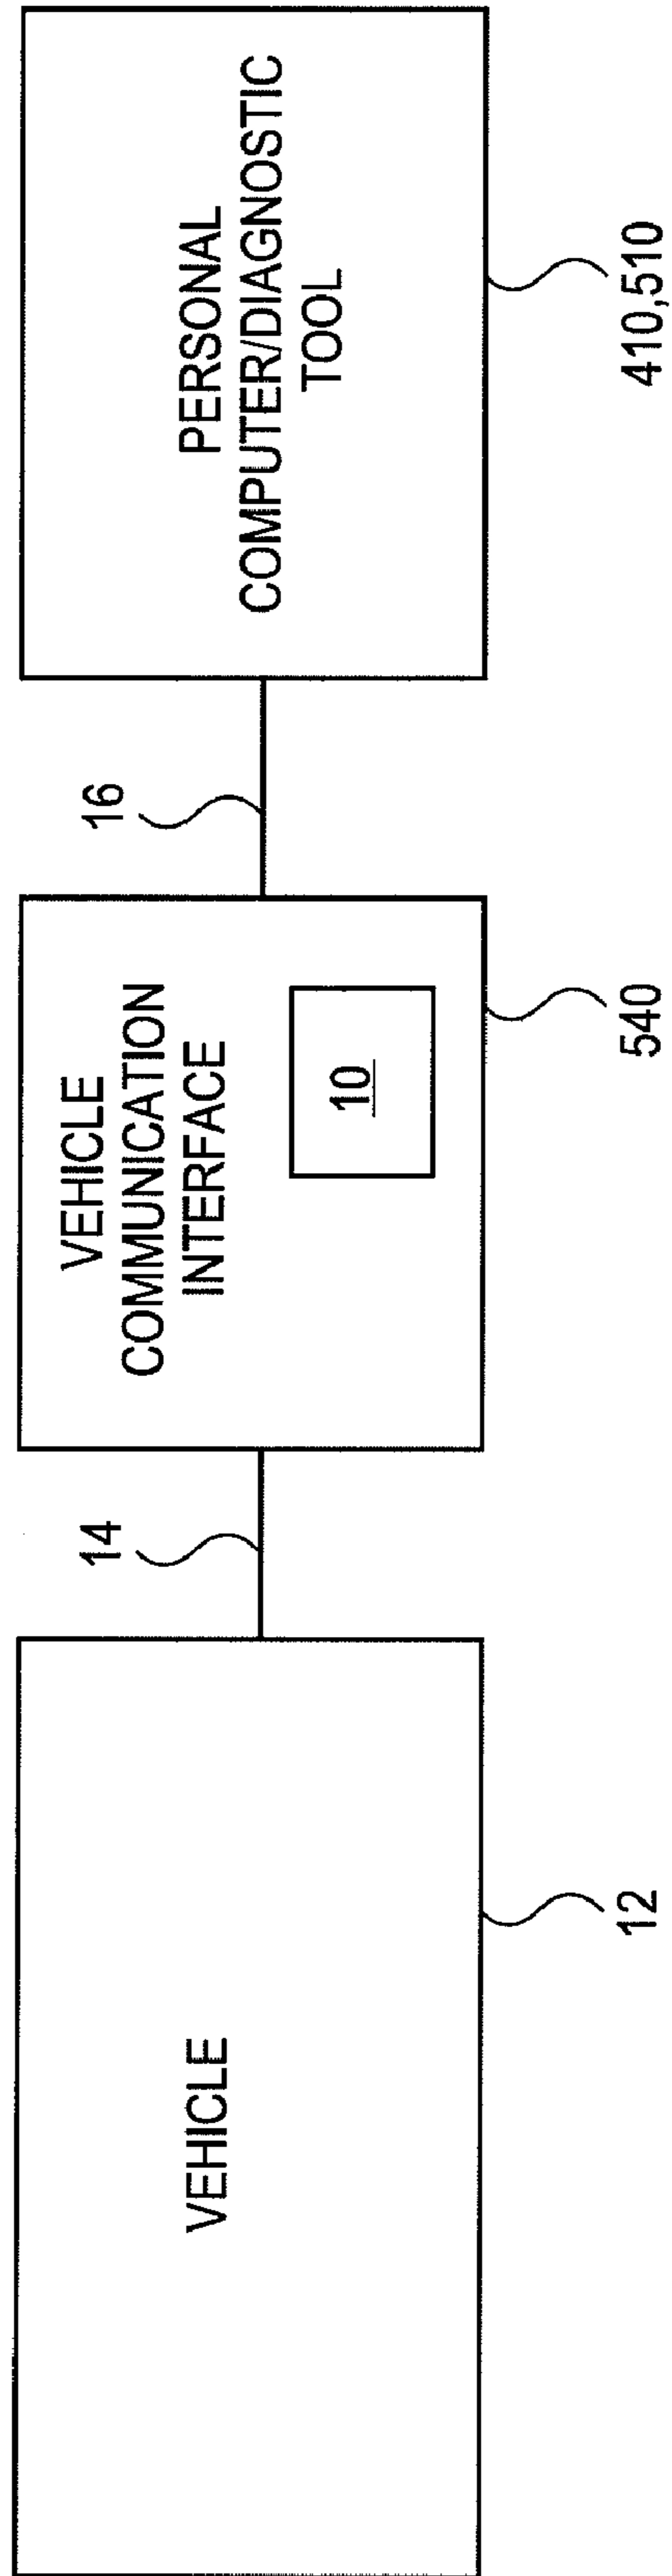 VEHICLE
12
14
VEHICLE
COMMUNICATION
INTERFACE
10
540
16
PERSONAL
COMPUTER/DIAGNOSTIC
TOOL
410,510